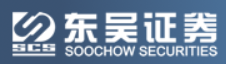 东吴证券
SCS SOOCHOW SECURITIES